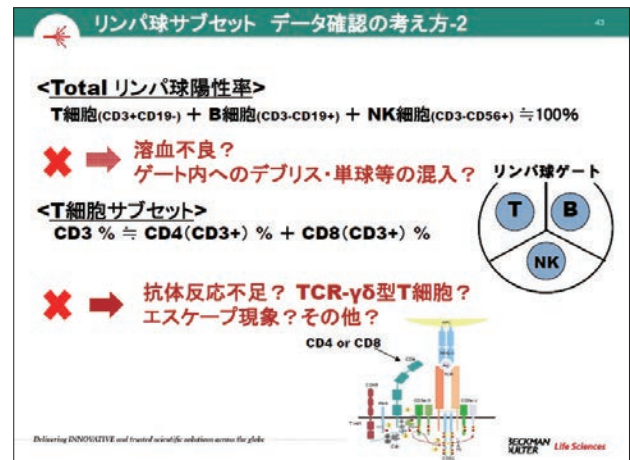 リンパ球サブセット データ確認の考え方-2
43
<Total リンパ球陽性率>
T細胞(CD3+CD19-) + B細胞(CD3-CD19+) + NK細胞(CD3-CD56+) ≒100%
溶血不良?
ゲート内へのデブリス・単球等の混入?
リンパ球ゲート
T
B
NK
<T細胞サブセット>
CD3 % ≒ CD4(CD3+) % + CD8(CD3+) %
抗体反応不足? TCR-γδ型T細胞?
エスケープ現象?その他?
CD4 or CD8
Delivering INNOVATIVE and trusted scientific solutions across the globe
BECKMAN
COULTER Life Sciences